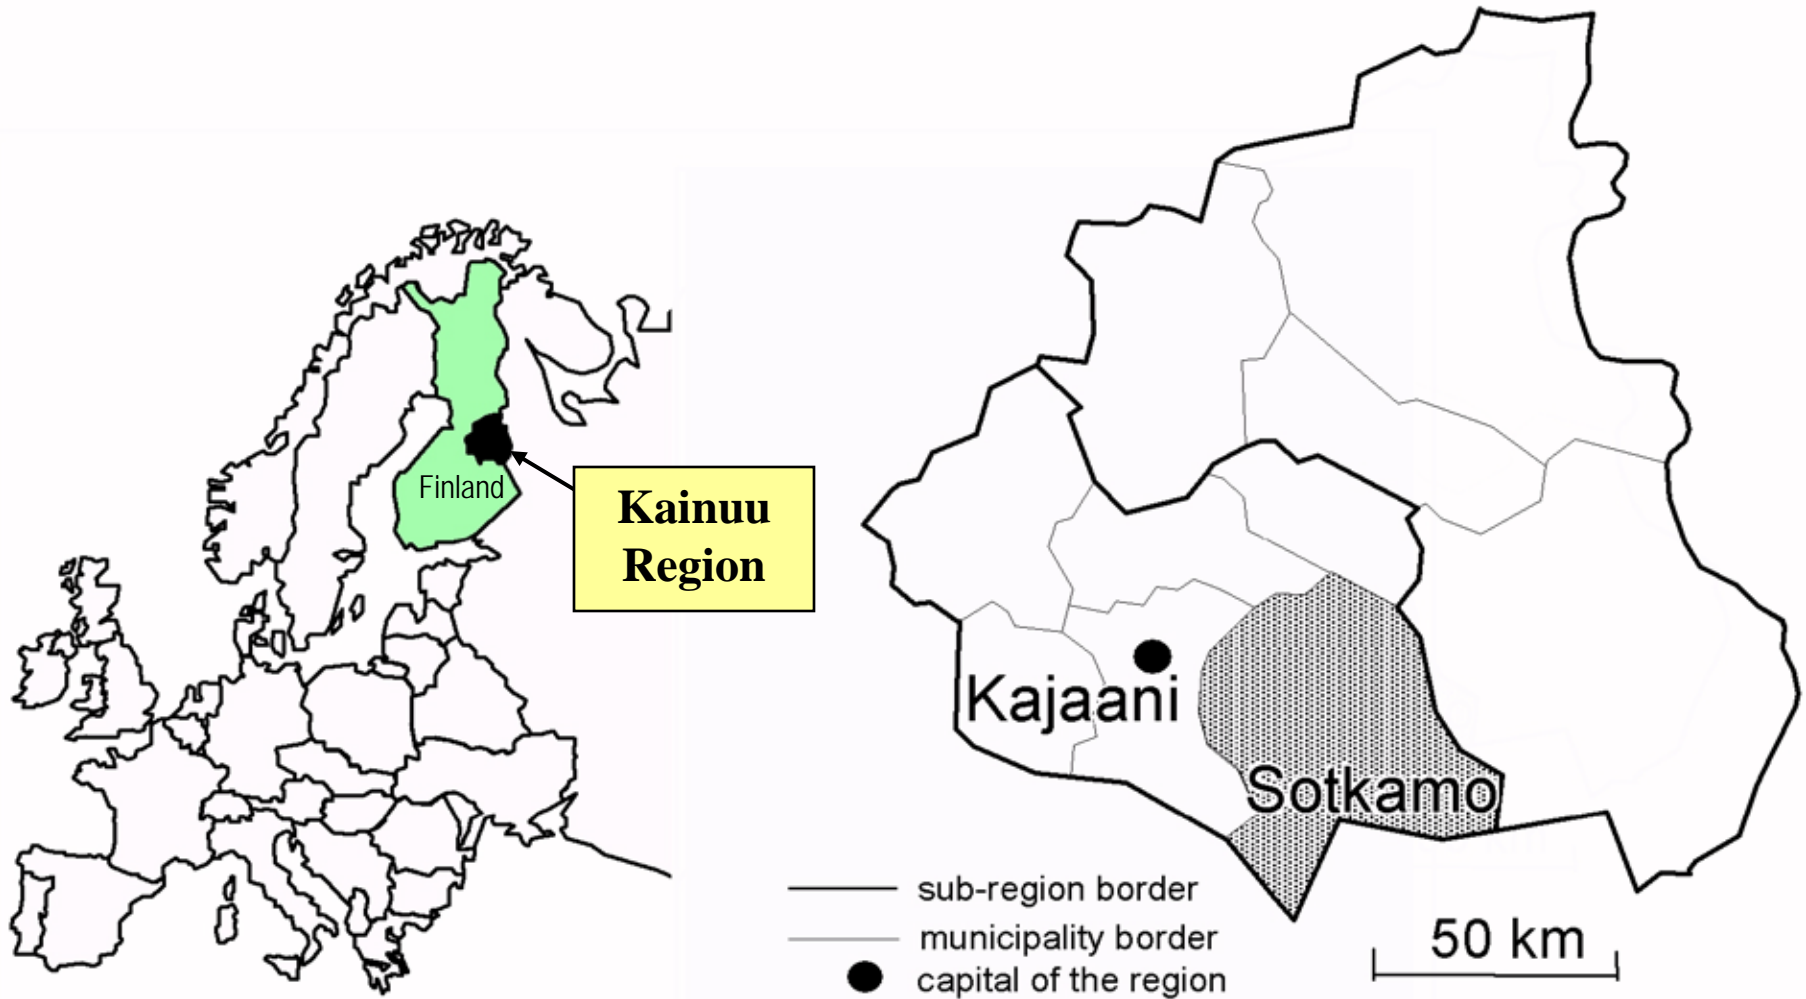 Finland
Kainuu
Region
Kajaani
Sotkamo
sub-region border
municipality border
capital of the region
50 km